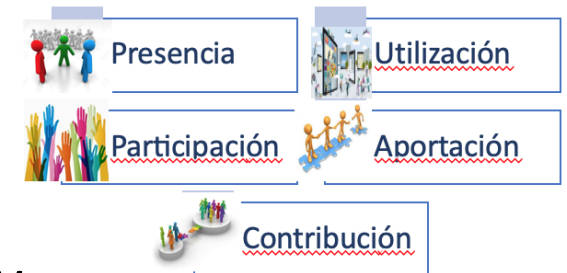 Presencia
Utilización
Participación
Aportación
Contribución